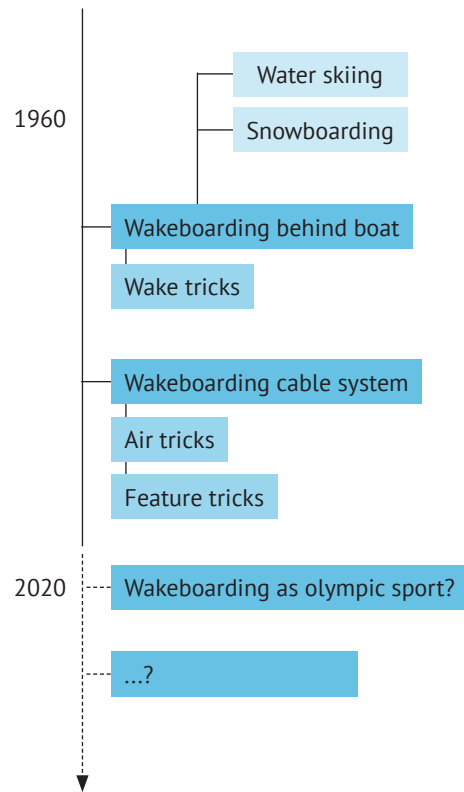 Water skiing
1960
Snowboarding
Wakeboarding behind boat
Wake tricks
Wakeboarding cable system
Air tricks
Feature tricks
2020
Wakeboarding as olympic sport?
...?